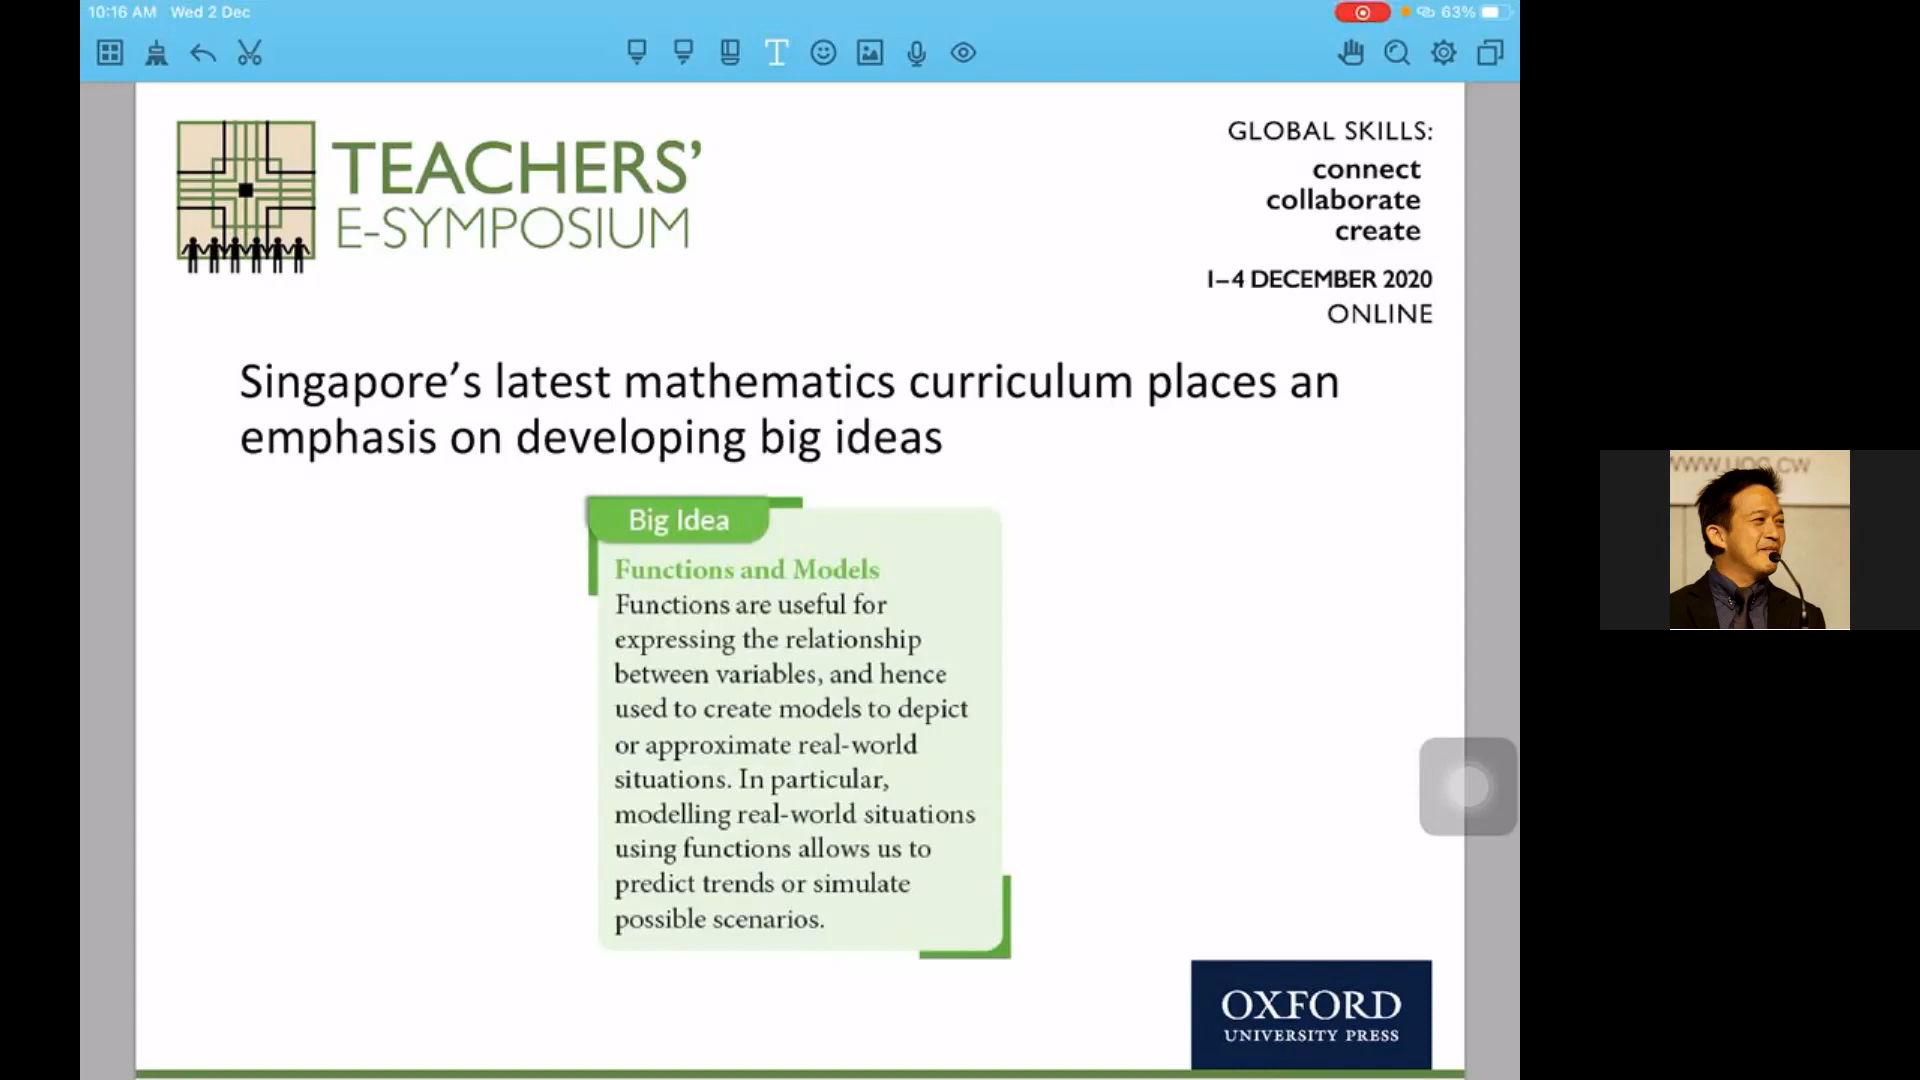 10:16 AM Wed 2 Dec
63%
TEACHERS’
E-SYMPOSIUM
GLOBAL SKILLS:
connect
collaborate
create
1–4 DECEMBER 2020
ONLINE
Singapore’s latest mathematics curriculum places an
emphasis on developing big ideas
Big Idea
Functions and Models
Functions are useful for
expressing the relationship
between variables, and hence
used to create models to depict
or approximate real-world
situations. In particular,
modelling real-world situations
using functions allows us to
predict trends or simulate
possible scenarios.
OXFORD
UNIVERSITY PRESS